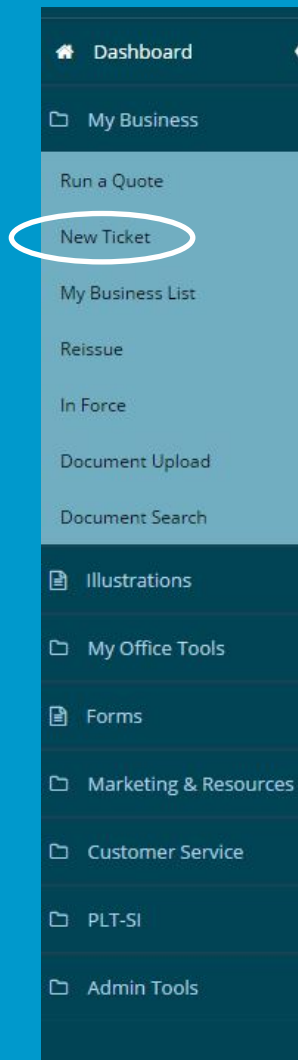 Dashboard
My Business
Run a Quote
New Ticket
My Business List
Reissue
In Force
Document Upload
Document Search
Illustrations
My Office Tools
Forms
Marketing & Resources
Customer Service
PLT-SI
Admin Tools